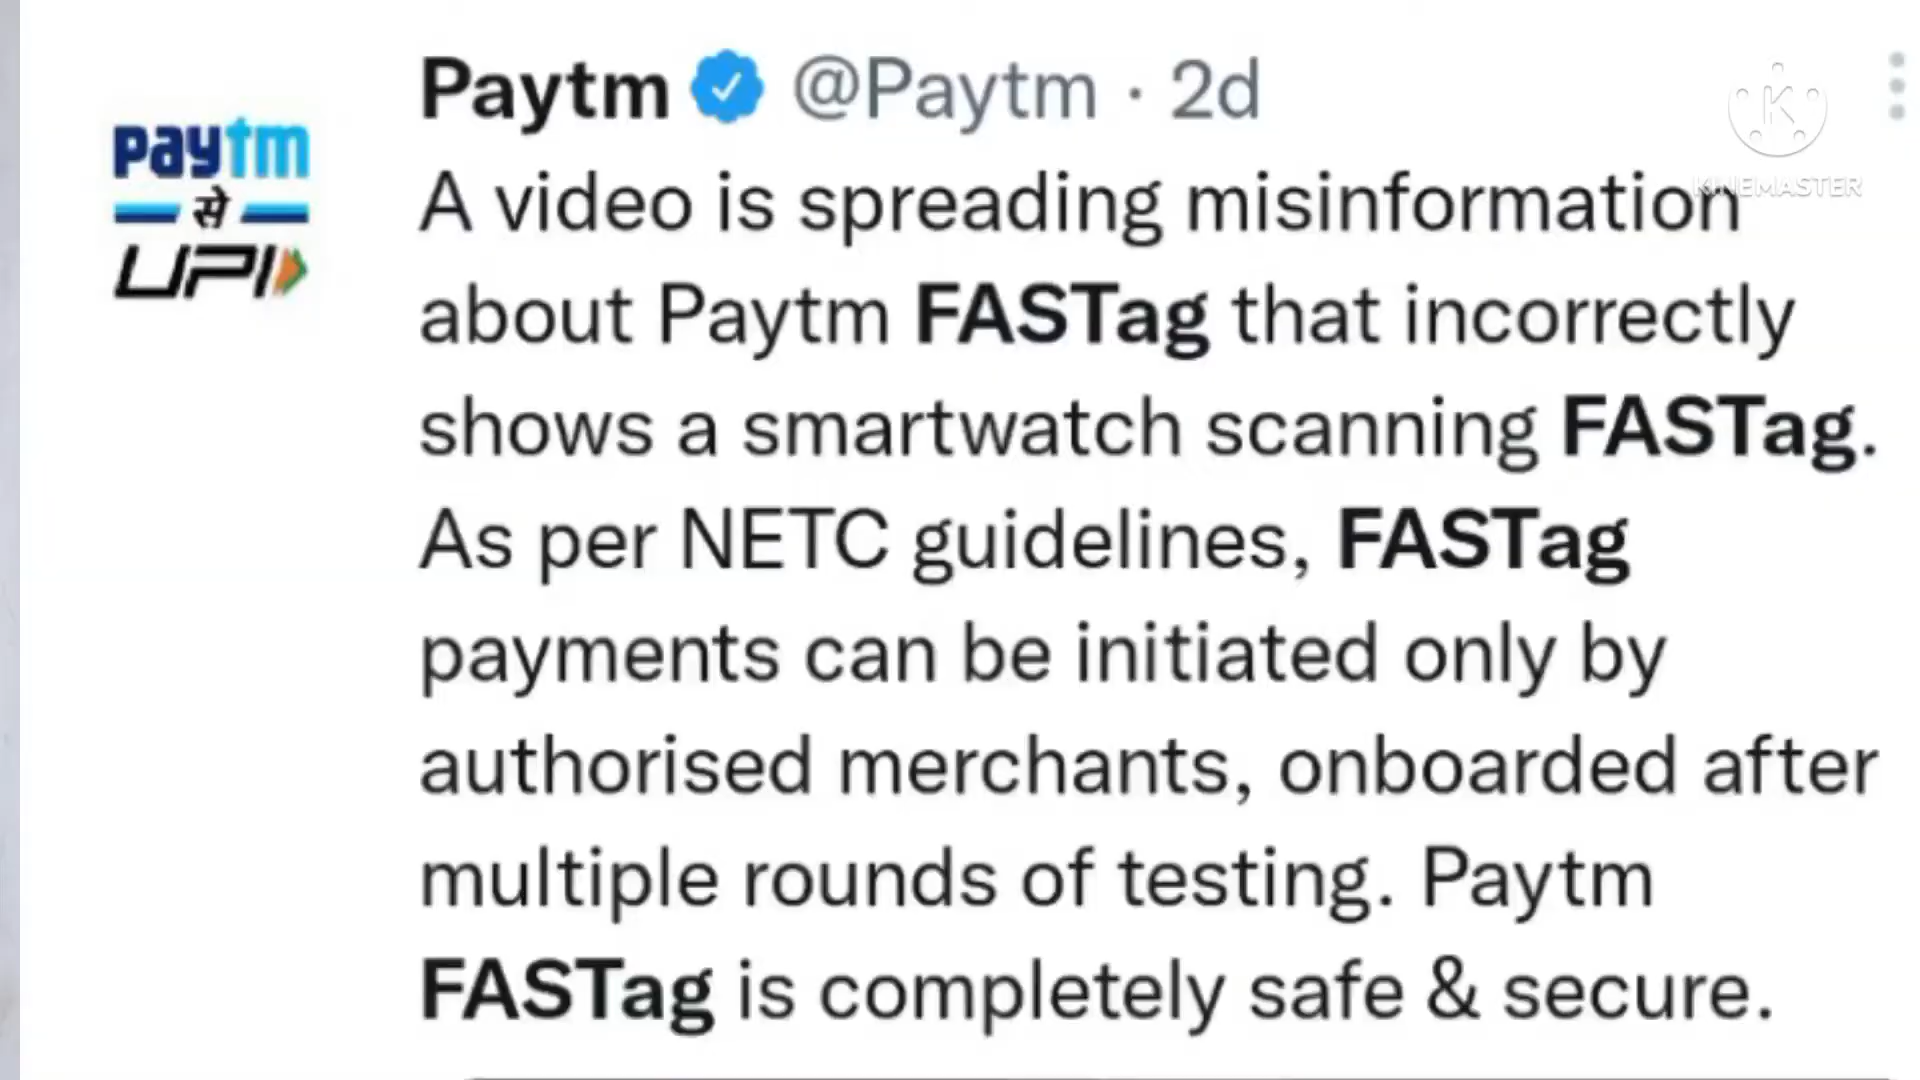 Paytm @Paytm · 2d
paytm
से
UPI
K
KINEMASTER
A video is spreading misinformation
about Paytm FASTag that incorrectly
shows a smartwatch scanning FASTag.
As per NETC guidelines, FASTag
payments can be initiated only by
authorised merchants, onboarded after
multiple rounds of testing. Paytm
FASTag is completely safe & secure.